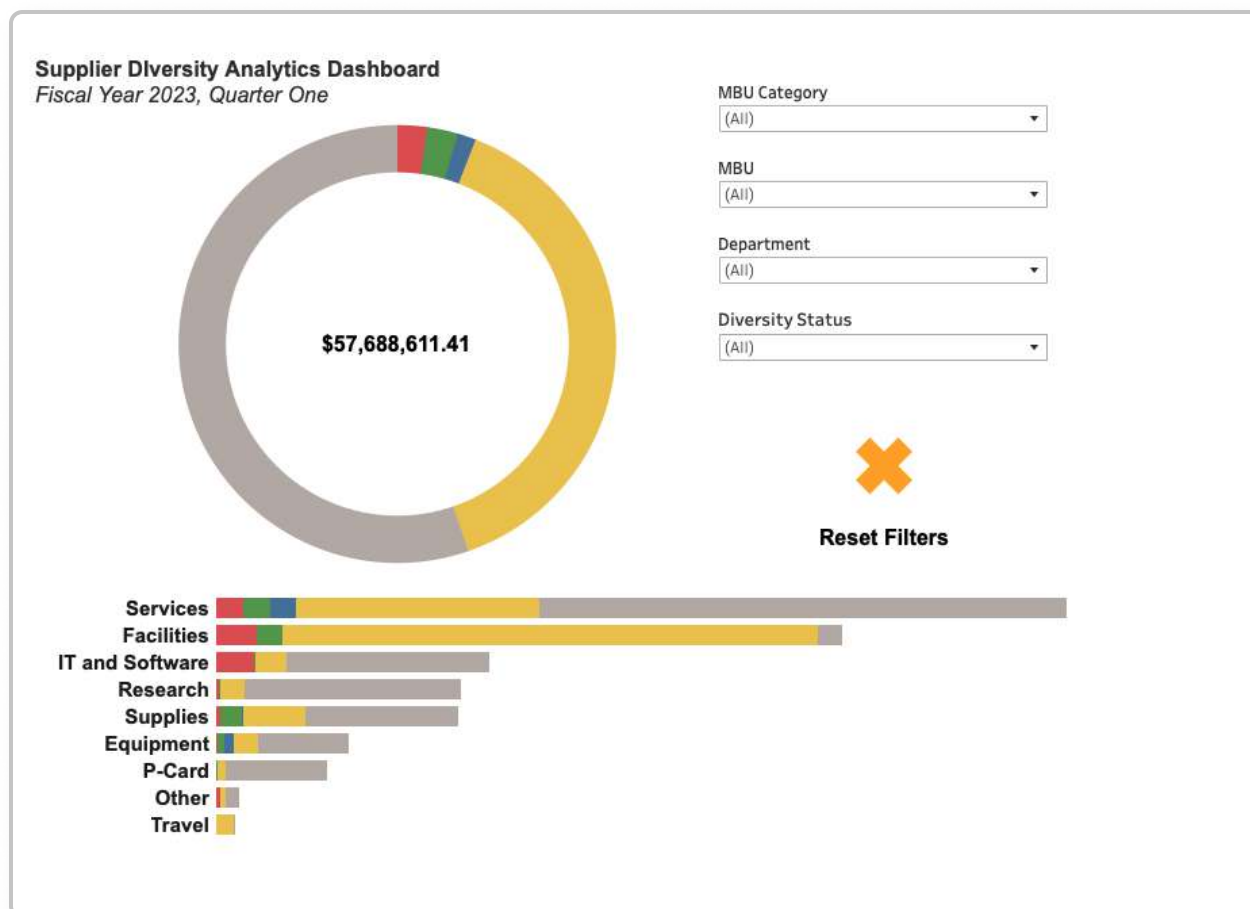 Supplier DIversity Analytics Dashboard
Fiscal Year 2023, Quarter One
MBU Category
(All)
MBU
(All)
Department
(All)
Diversity Status
(All)
$57,688,611.41
Reset Filters
Services
Facilities
IT and Software
Research
Supplies
Equipment
P-Card
Other
Travel